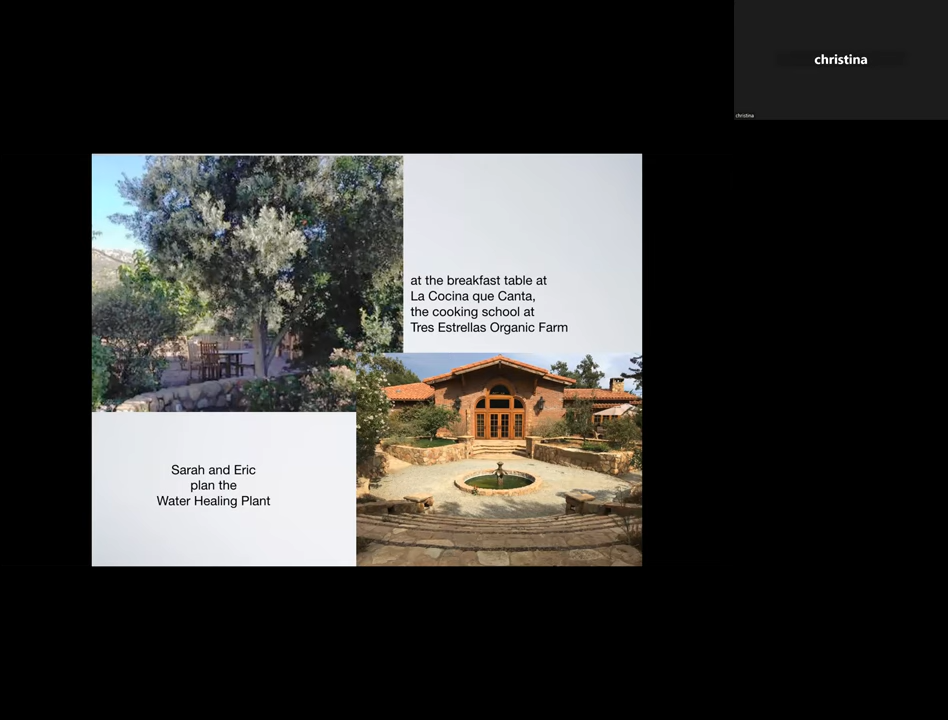 christina
christina
at the breakfast table at
La Cocina que Canta,
the cooking school at
Tres Estrellas Organic Farm
Sarah and Eric
plan the
Water Healing Plant